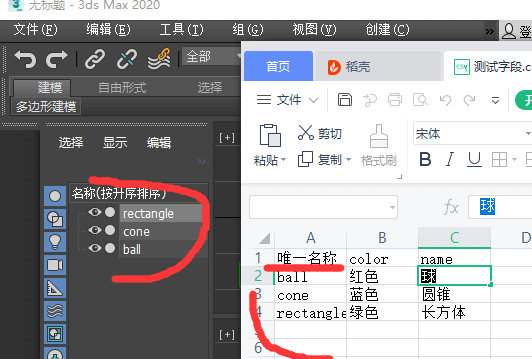 无标题 - 3ds Max 2020
文件(F) 编辑(E) 工具(T) 组(G) 视图(V) 创建(C)
全部
建模 自由形式 选择
多边形建模
选择 显示 编辑
名称(按升序排序)
rectangle
cone
ball
[+]
[+]
登
首页 稻壳 测试字段.c
文件
粘贴 剪切 复制 格式刷
宋体
B I U A
fx 球
A B C D
1 唯一名称 color name
2 ball 红色 球
3 cone 蓝色 圆锥
4 rectangle 绿色 长方体
5
6